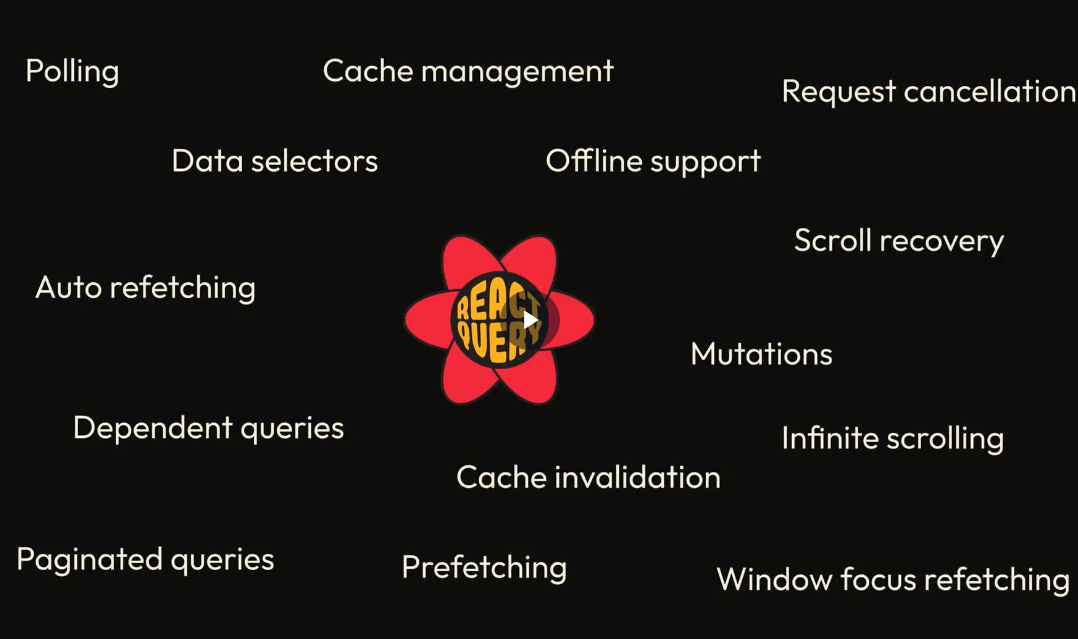 Polling
Cache management
Request cancellation
Data selectors
Offline support
Scroll recovery
Auto refetching
REACT
QUERY
Mutations
Dependent queries
Infinite scrolling
Cache invalidation
Paginated queries
Prefetching
Window focus refetching